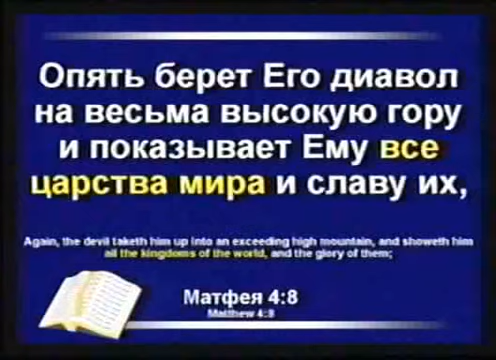 Опять берет Его диавол
на весьма высокую гору
и показывает Ему все
царства мира и славу их,
Again, the devil taketh him up into an exceeding high mountain, and showeth him
all the kingdoms of the world, and the glory of them;
Матфея 4:8
Matthew 4:8